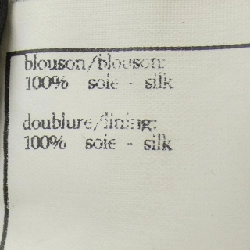 blouson/blouson:
100% soie - silk
doublure/lining:
100% soie - silk